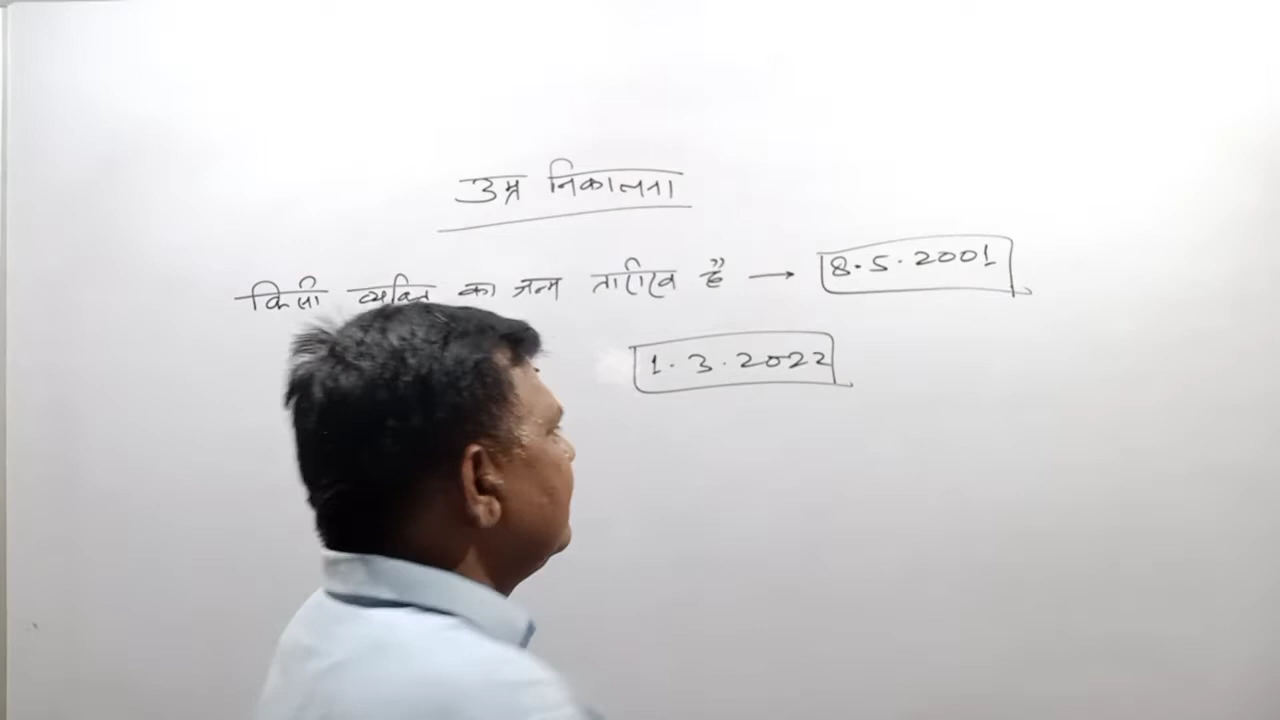 उम्र निकालना
किसी व्यक्ति का जन्म तारीख है → 8.5.2001
1.3.2022